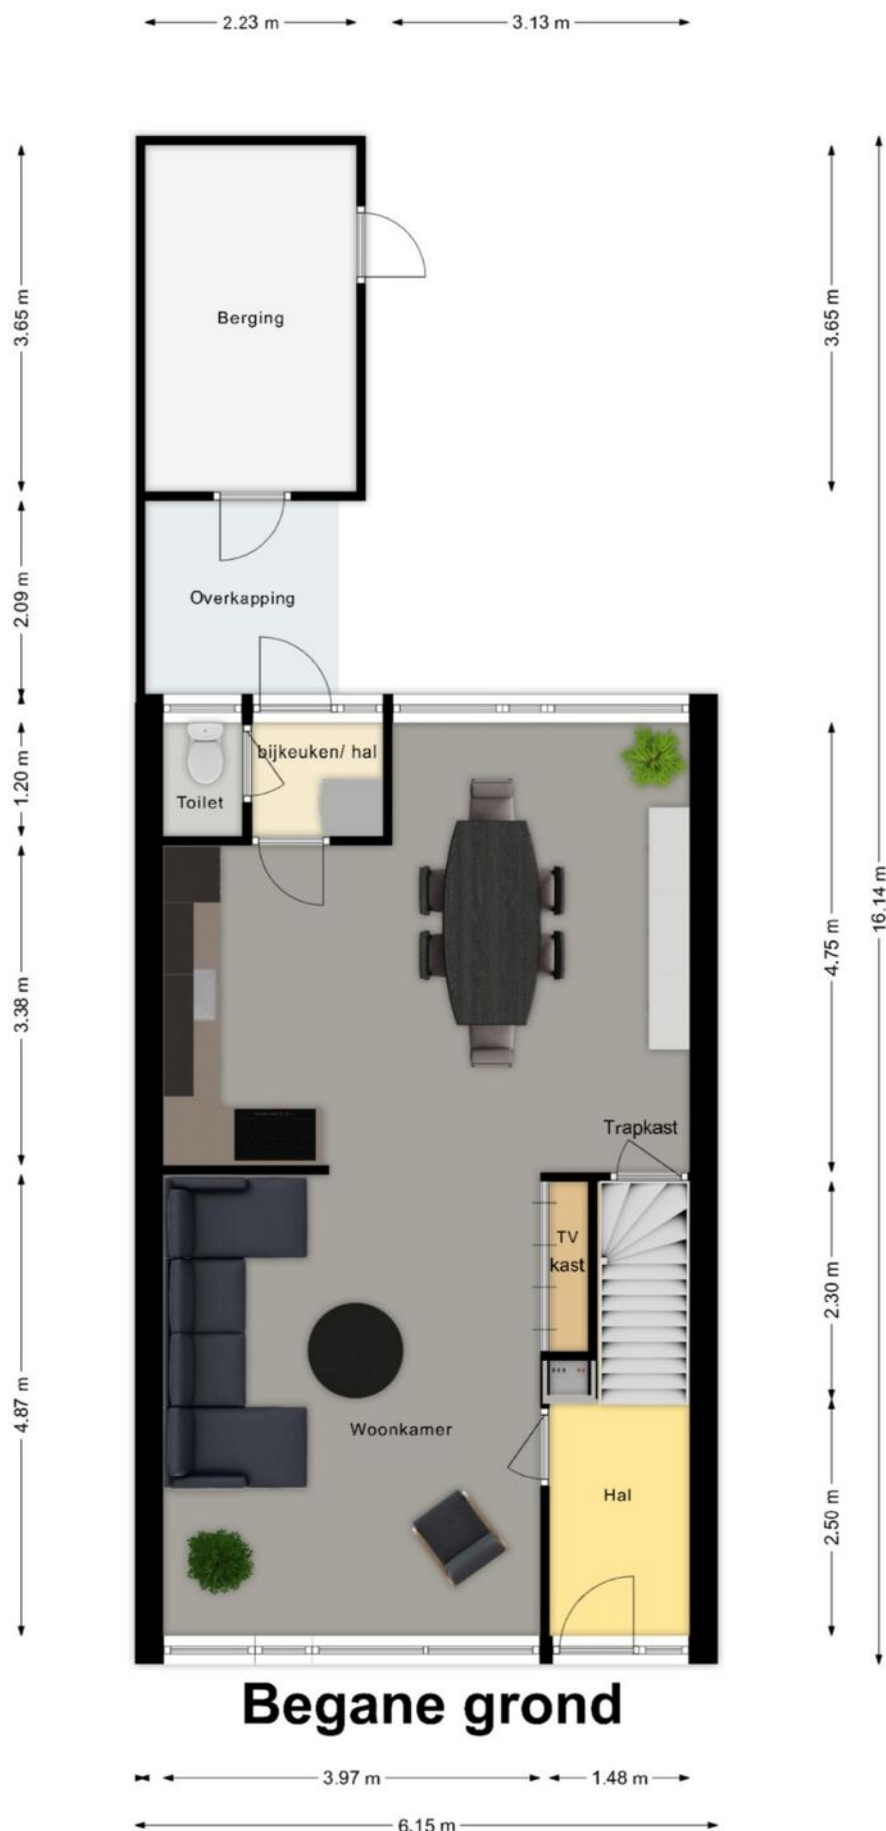 2.23 m
3.13 m
3.65 m
Berging
3.65 m
16.14 m
2.09 m
Overkapping
1.20 m
bijkeuken/ hal
Toilet
3.38 m
4.75 m
Trapkast
TV
kast
2.30 m
4.87 m
Woonkamer
Hal
2.50 m
Begane grond
3.97 m
1.48 m
6.15 m